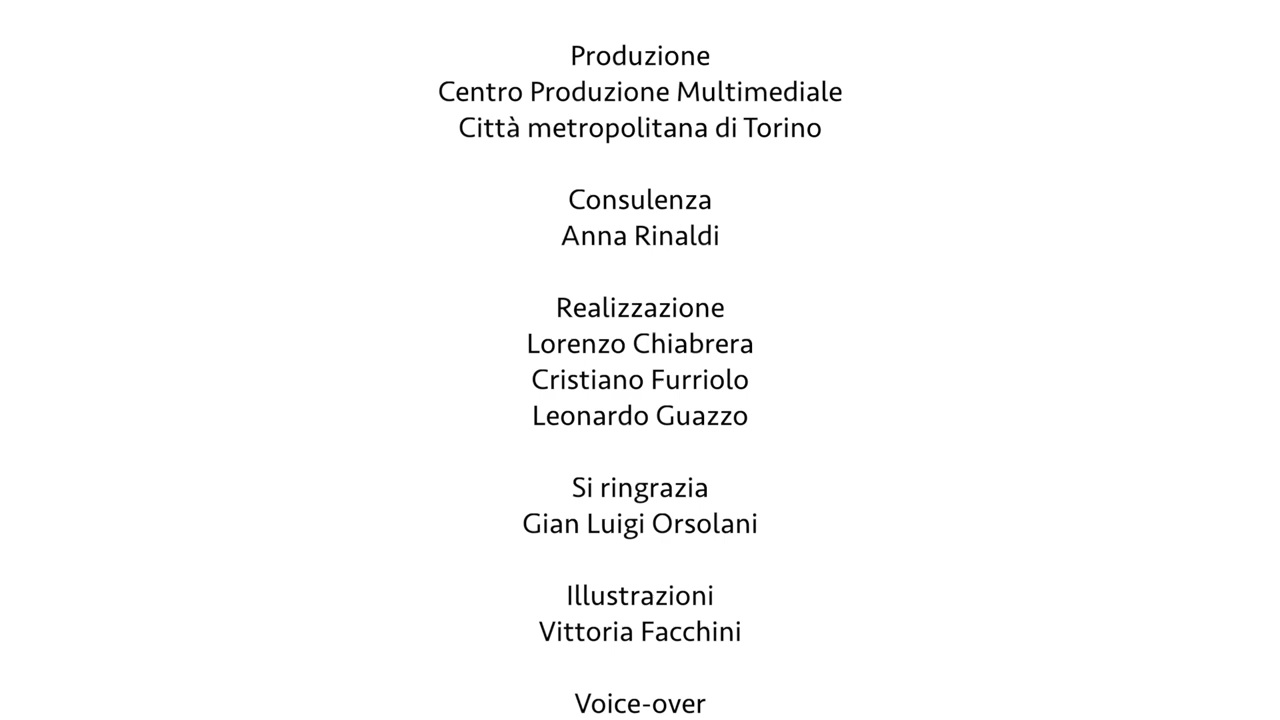 Produzione
Centro Produzione Multimediale
Città metropolitana di Torino
Consulenza
Anna Rinaldi
Realizzazione
Lorenzo Chiabrera
Cristiano Furriolo
Leonardo Guazzo
Si ringrazia
Gian Luigi Orsolani
Illustrazioni
Vittoria Facchini
Voice-over